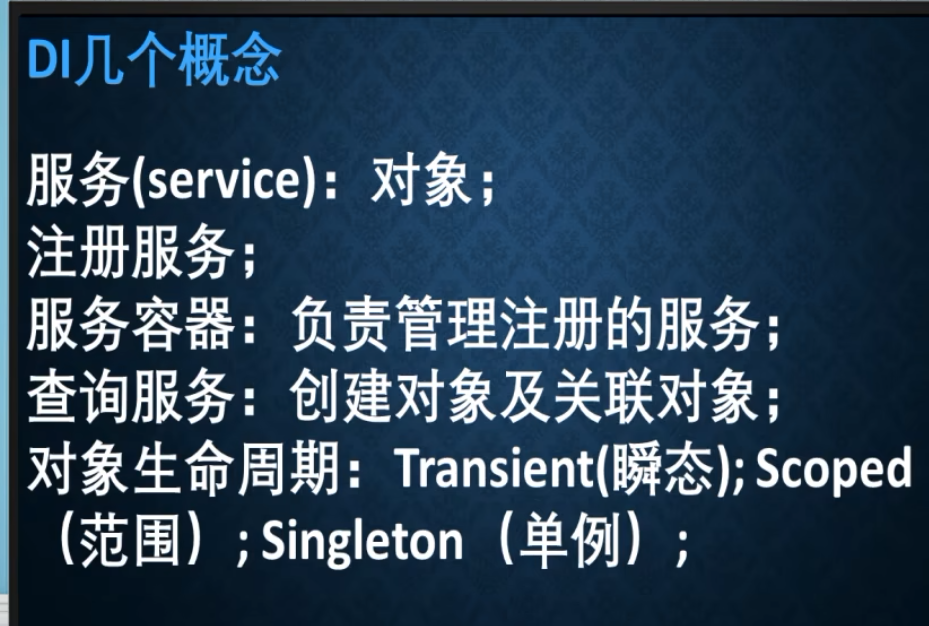 DI几个概念
服务(service)：对象；
注册服务；
服务容器：负责管理注册的服务；
查询服务：创建对象及关联对象；
对象生命周期：Transient(瞬态); Scoped
（范围）; Singleton（单例）;